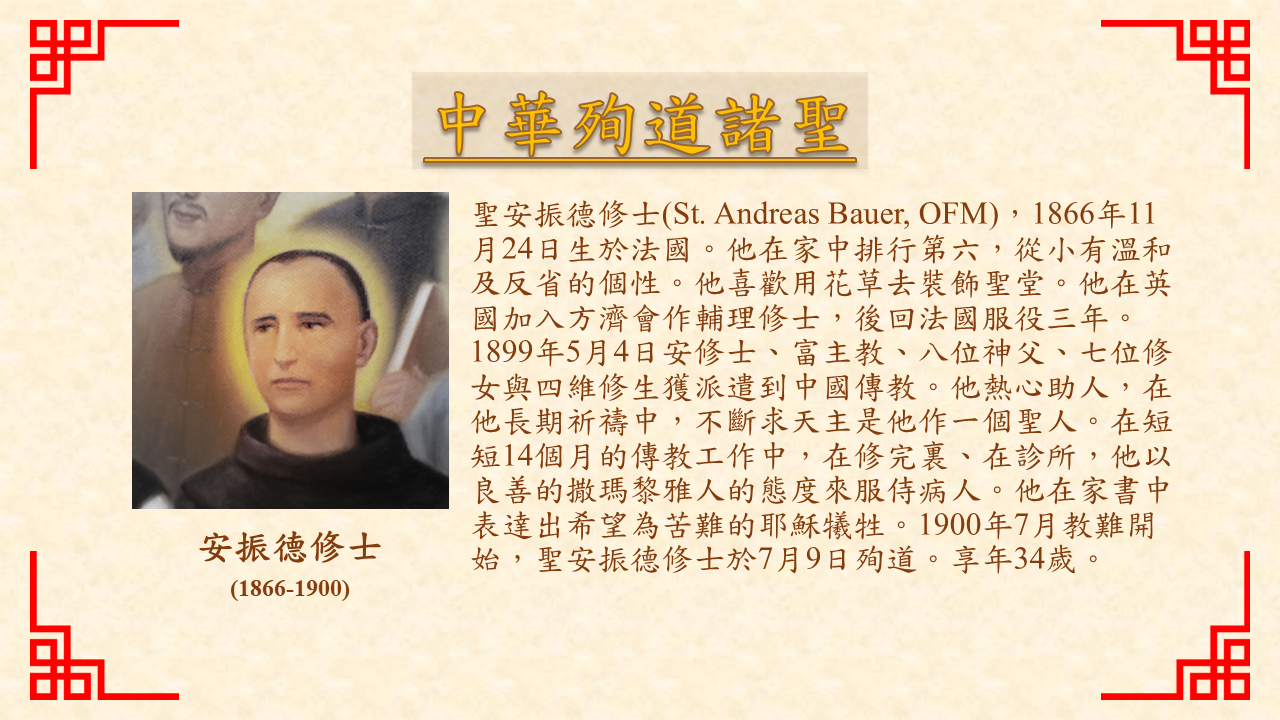 中華殉道諸聖
聖安振德修士(St. Andreas Bauer, OFM)，1866年11
月24日生於法國。他在家中排行第六，從小有溫和
及反省的個性。他喜歡用花草去裝飾聖堂。他在英
國加入方濟會作輔理修士，後回法國服役三年。
1899年5月4日安修士、富主教、八位神父、七位修
女與四維修生獲派遣到中國傳教。他熱心助人，在
他長期祈禱中，不斷求天主是他作一個聖人。在短
短14個月的傳教工作中，在修完裏、在診所，他以
良善的撒瑪黎雅人的態度來服侍病人。他在家書中
表達出希望為苦難的耶穌犧牲。1900年7月教難開
始，聖安振德修士於7月9日殉道。享年34歲。
安振德修士
(1866-1900)